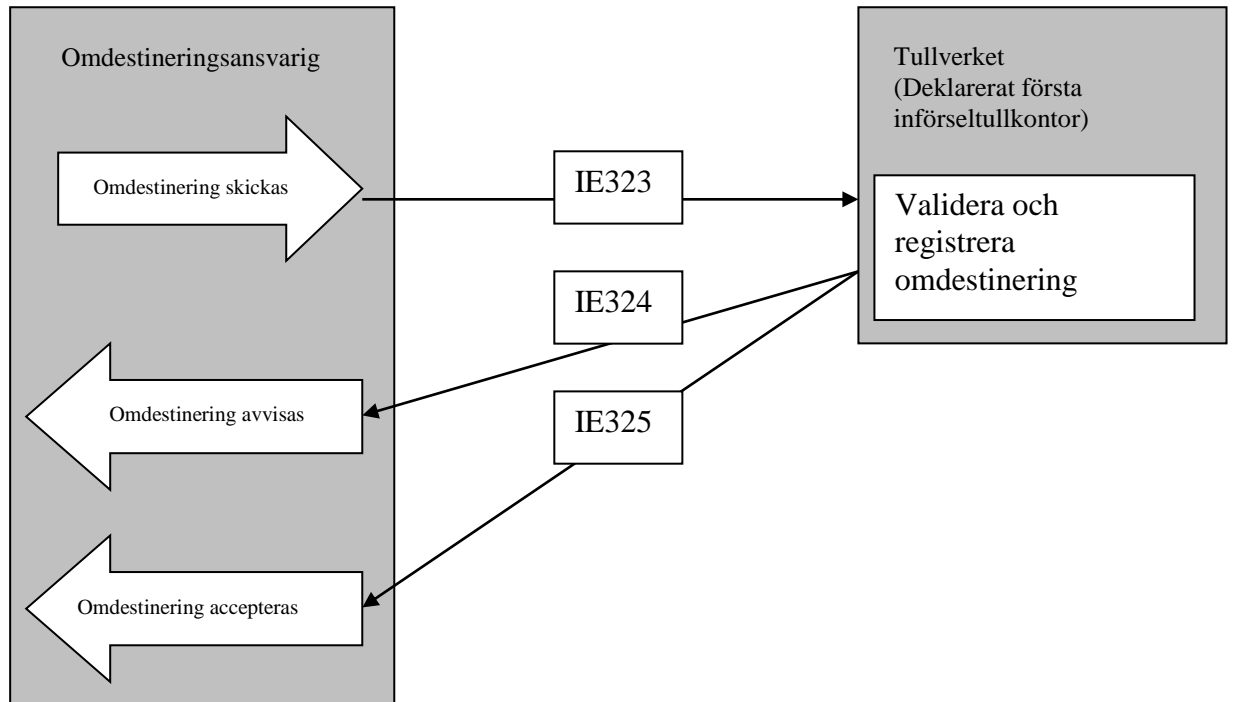 Omdestineringsansvarig
Omdestinering skickas
Omdestinering avvisas
Omdestinering accepteras
IE323
IE324
IE325
Tullverket
(Deklarerat första
införseltullkontor)
Validera och
registrera
omdestinering